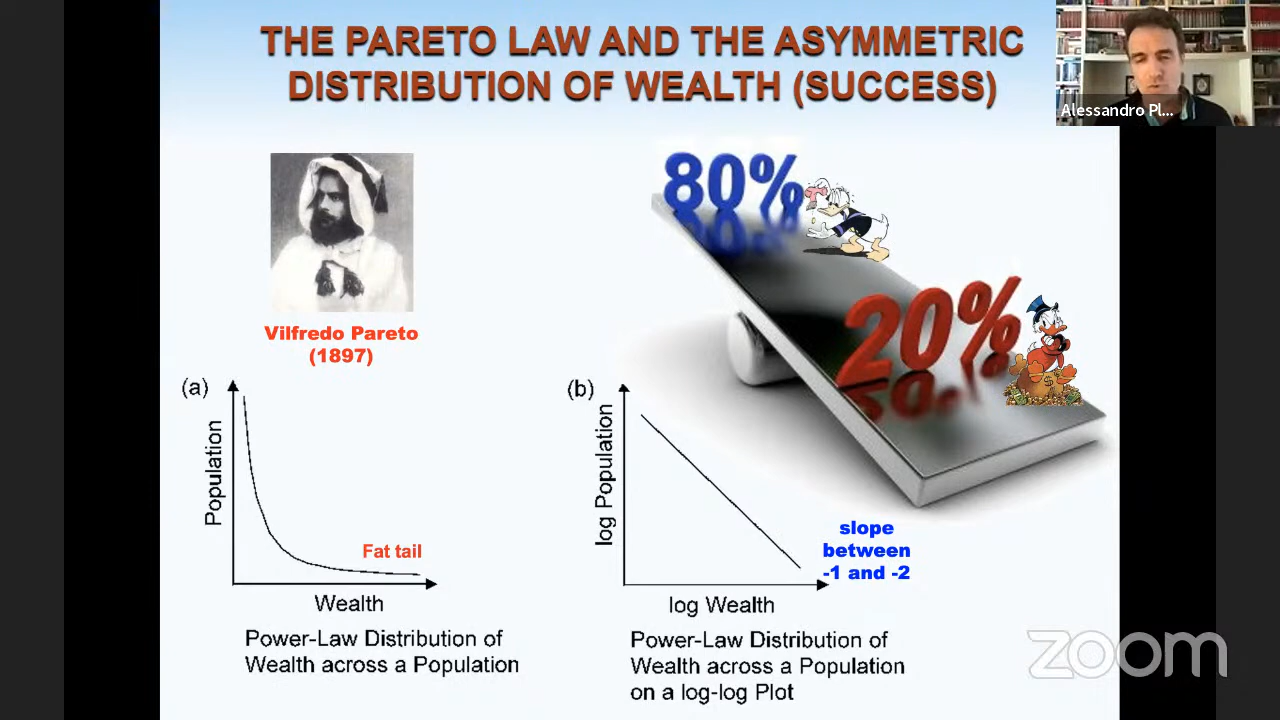 THE PARETO LAW AND THE ASYMMETRIC
DISTRIBUTION OF WEALTH (SUCCESS)
Alessandro Pl...
80%
20%
Vilfredo Pareto
(1897)
(a)
Population
Fat tail
Wealth
Power-Law Distribution of
Wealth across a Population
(b)
log Population
slope
between
-1 and -2
log Wealth
Power-Law Distribution of
Wealth across a Population
on a log-log Plot
zoom